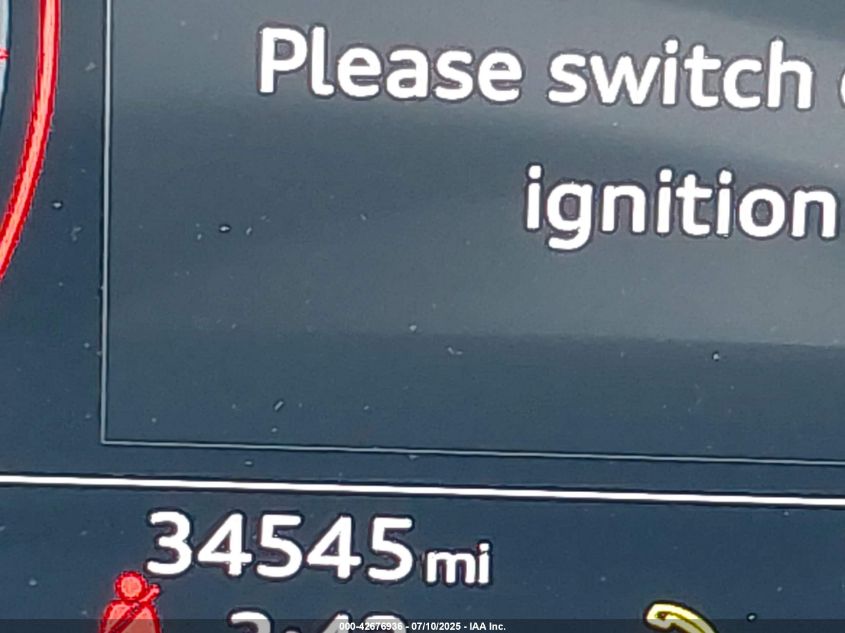 Please switch
ignition
34545 mi
000-42676936 - 07/10/2025 - IAA Inc.